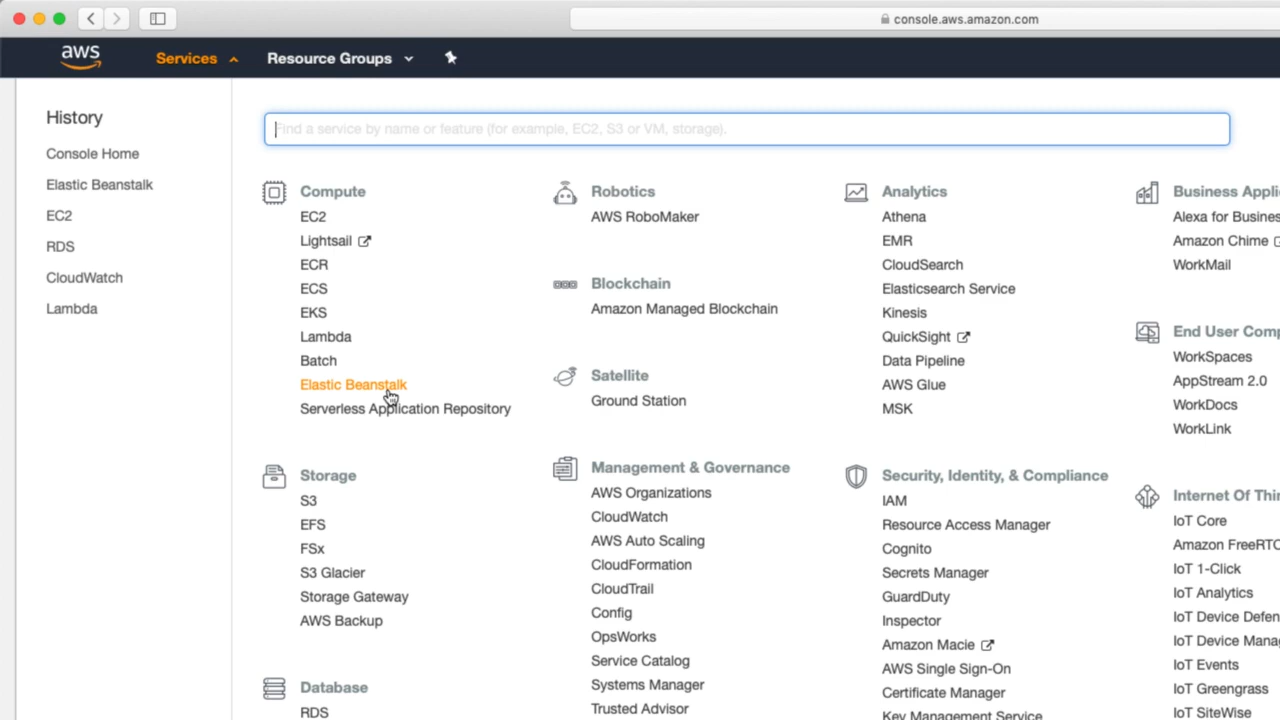 console.aws.amazon.com
aws
Services
Resource Groups
History
Console Home
Elastic Beanstalk
EC2
RDS
CloudWatch
Lambda
Find a service by name or feature (for example, EC2, S3 or VM, storage).
Compute
EC2
Lightsail
ECR
ECS
EKS
Lambda
Batch
Elastic Beanstalk
Serverless Application Repository
Storage
S3
EFS
FSx
S3 Glacier
Storage Gateway
AWS Backup
Database
RDS
Robotics
AWS RoboMaker
Blockchain
Amazon Managed Blockchain
Satellite
Ground Station
Management & Governance
AWS Organizations
CloudWatch
AWS Auto Scaling
CloudFormation
CloudTrail
Config
OpsWorks
Service Catalog
Systems Manager
Trusted Advisor
Analytics
Athena
EMR
CloudSearch
Elasticsearch Service
Kinesis
QuickSight
Data Pipeline
AWS Glue
MSK
Security, Identity, & Compliance
IAM
Resource Access Manager
Cognito
Secrets Manager
GuardDuty
Inspector
Amazon Macie
AWS Single Sign-On
Certificate Manager
Key Management Service
Business Appli
Alexa for Busines
Amazon Chime
WorkMail
End User Comp
WorkSpaces
AppStream 2.0
WorkDocs
WorkLink
Internet Of Thi
IoT Core
Amazon FreeRTO
IoT 1-Click
IoT Analytics
IoT Device Defen
IoT Device Mana
IoT Events
IoT Greengrass
IoT SiteWise